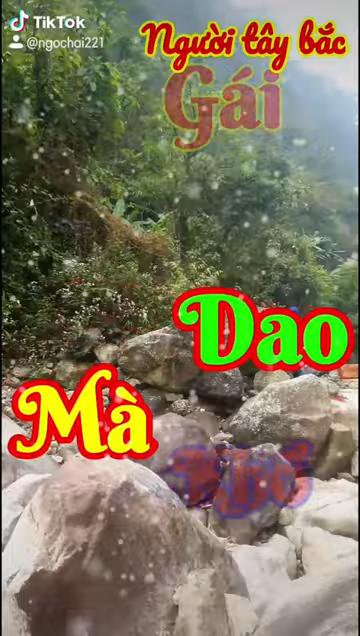 TikTok
@ngochai221
Người tây bắc
Gái
Dao
Mà